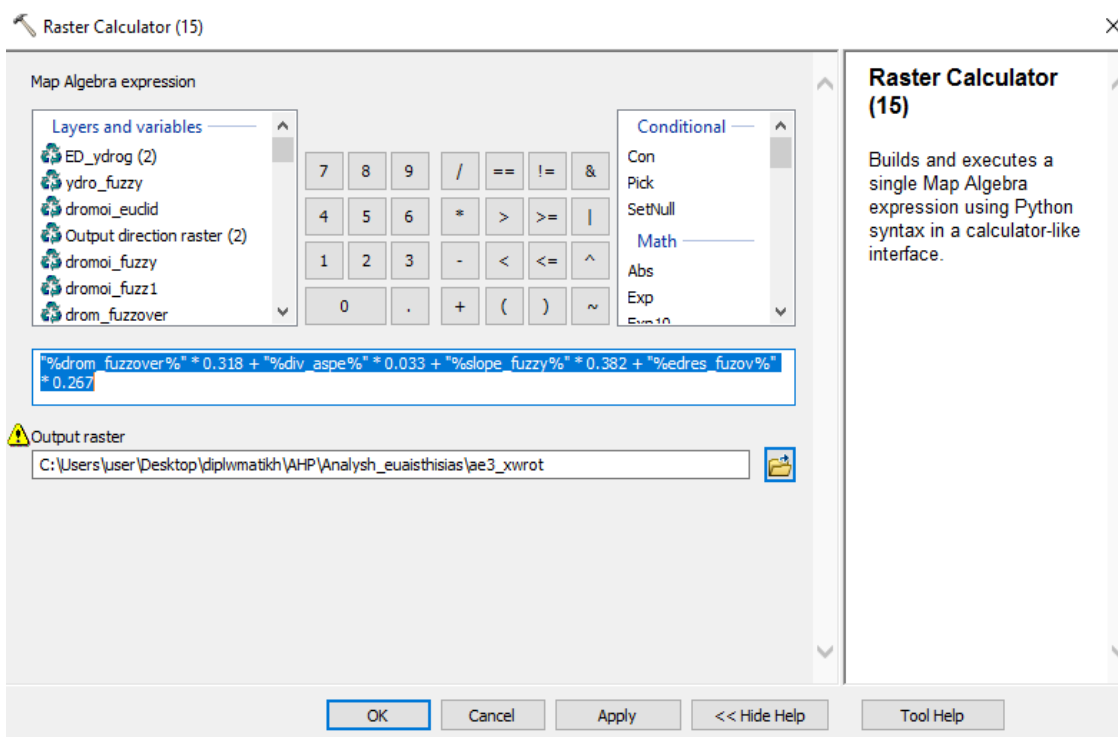 Raster Calculator (15)
Map Algebra expression
Layers and variables
ED_ydrog (2)
ydro_fuzzy
dromoi_euclid
Output direction raster (2)
dromoi_fuzzy
dromoi_fuzz1
drom_fuzzover
7 8 9 / == != &
4 5 6 * > >= |
1 2 3 - < <= ^
0 . + ( ) ~
Conditional
Con
Pick
SetNull
Math
Abs
Exp
Exp10
"%drom_fuzzover%" * 0.318 + "%div_aspe%" * 0.033 + "%slope_fuzzy%" * 0.382 + "%edres_fuzov%"
* 0.267
Output raster
C:\Users\user\Desktop\diplwmatikh\AHP\Analysh_euaisthisias\ae3_xwrot
OK Cancel Apply << Hide Help Tool Help
Raster Calculator
(15)
Builds and executes a
single Map Algebra
expression using Python
syntax in a calculator-like
interface.